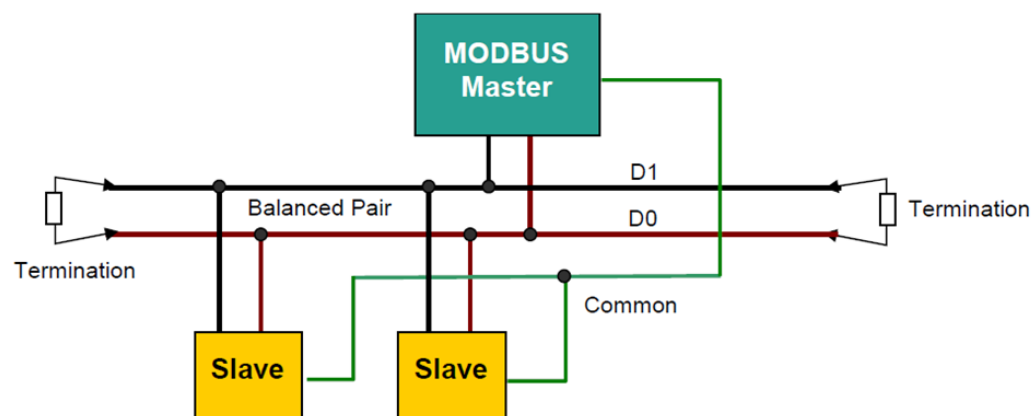 MODBUS
Master
D1
Balanced Pair
D0
Termination
Termination
Common
Slave
Slave